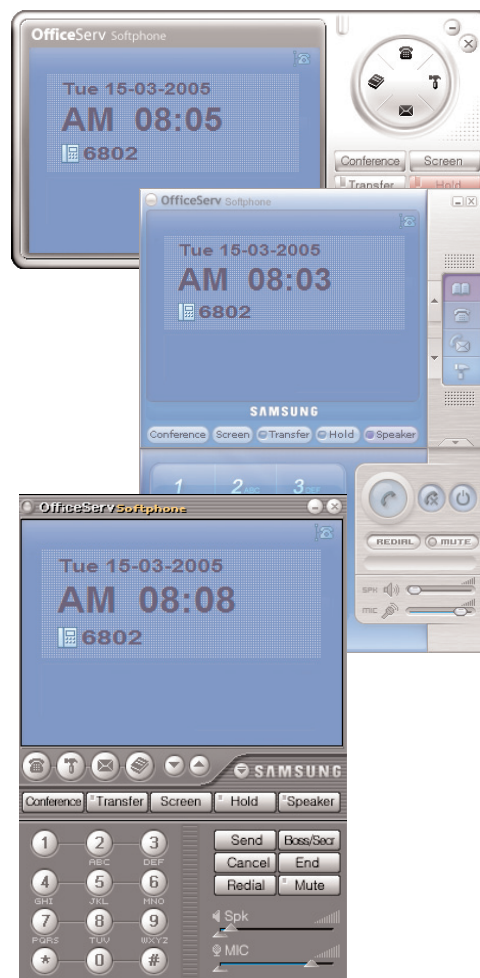 OfficeServ Softphone
Tue 15-03-2005
AM 08:05
6802
Conference Screen
Transfer Hold
OfficeServ Softphone
Tue 15-03-2005
AM 08:03
6802
SAMSUNG
Conference Screen Transfer Hold Speaker
1 2 ABC 3 DEF
REDIAL MUTE
SPK
MIC
OfficeServ Softphone
Tue 15-03-2005
AM 08:08
6802
SAMSUNG
Conference Transfer Screen Hold Speaker
1 2 3
ABC DEF
4 5 6
GHI JKL MNO
7 8 9
PQRS TUV WXYZ
* 0 #
Send Boss/Secr
Cancel End
Redial Mute
Spk
MIC